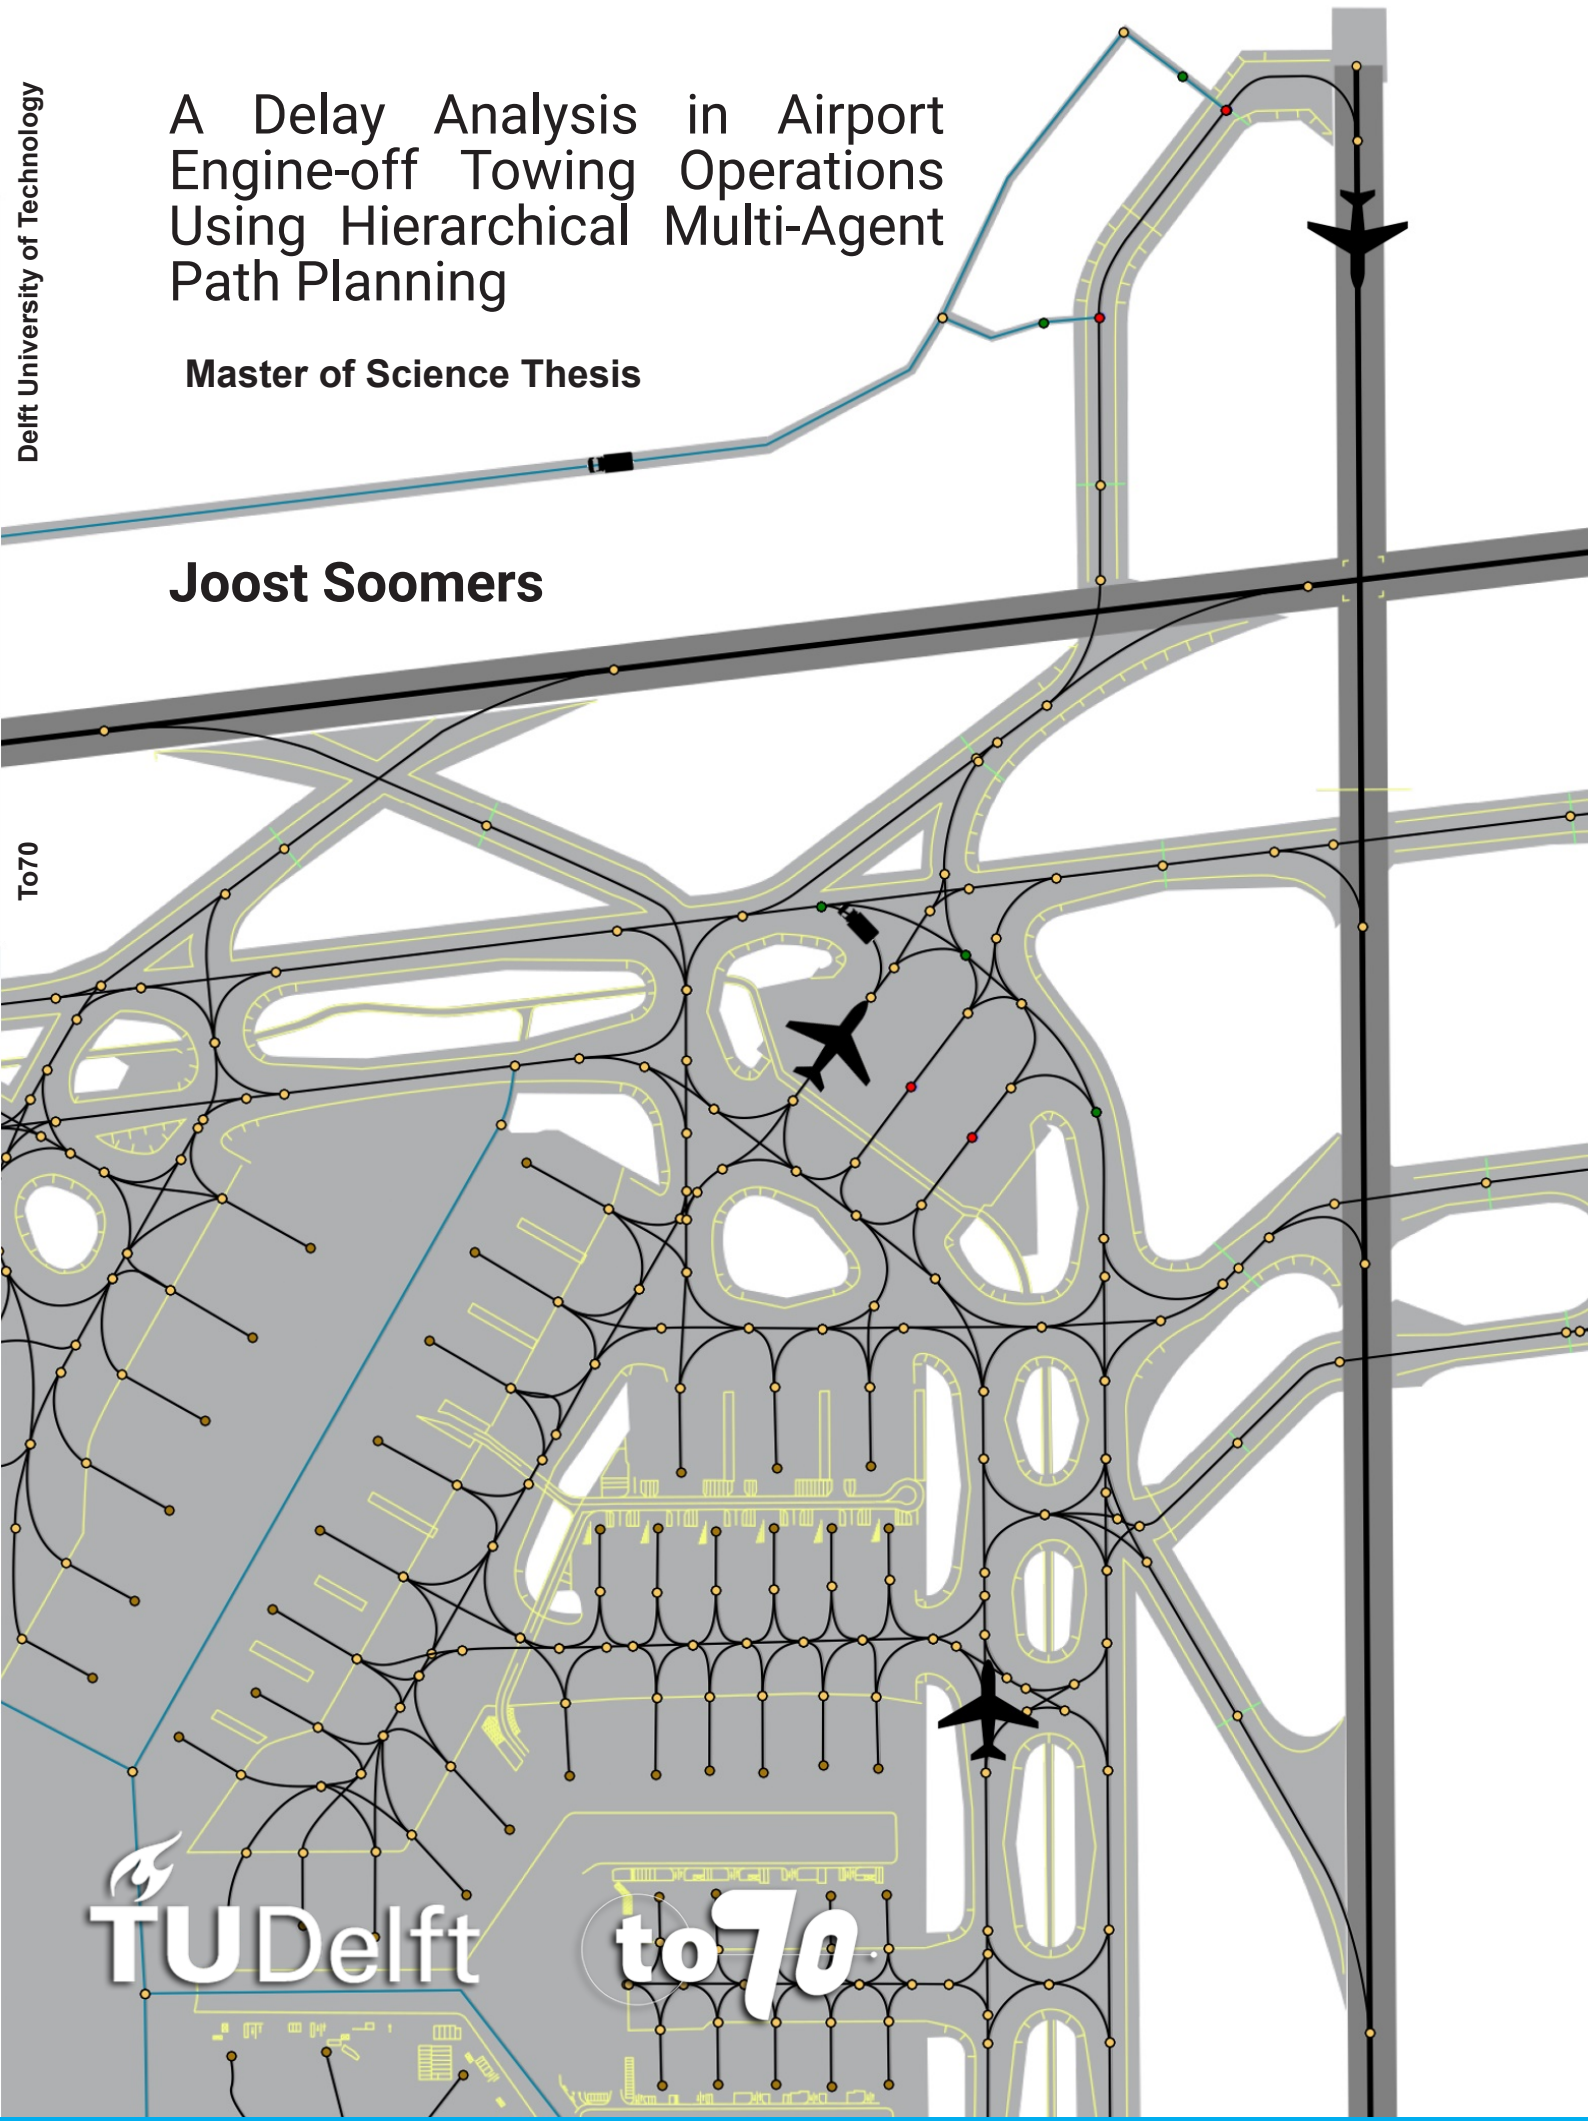 A Delay Analysis in Airport
Engine-off Towing Operations
Using Hierarchical Multi-Agent
Path Planning
Master of Science Thesis
Joost Soomers
Delft University of Technology
To70
TUDelft
to70